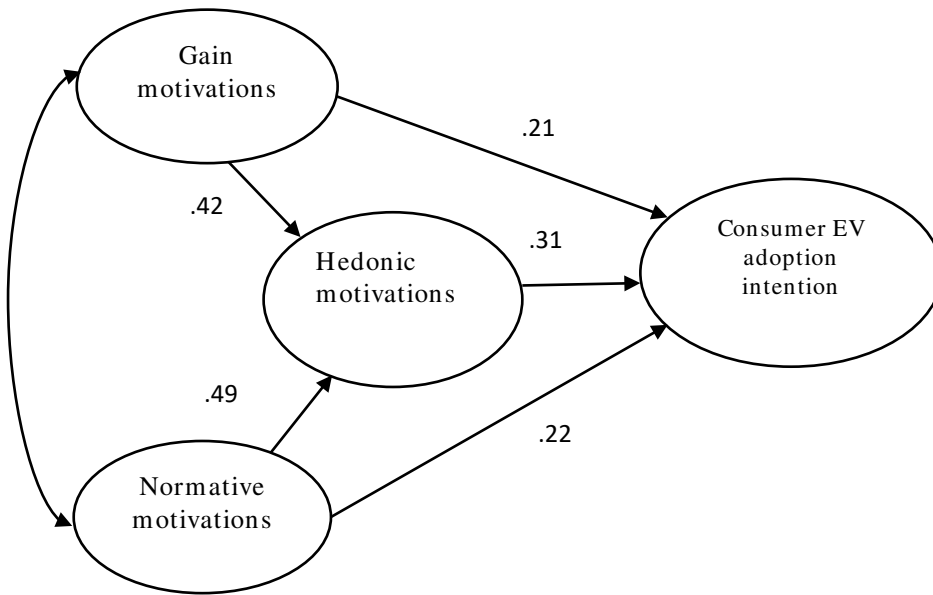 Gain
motivations
.21
.42
Consumer EV
adoption
intention
.31
Hedonic
motivations
.49
.22
Normative
motivations